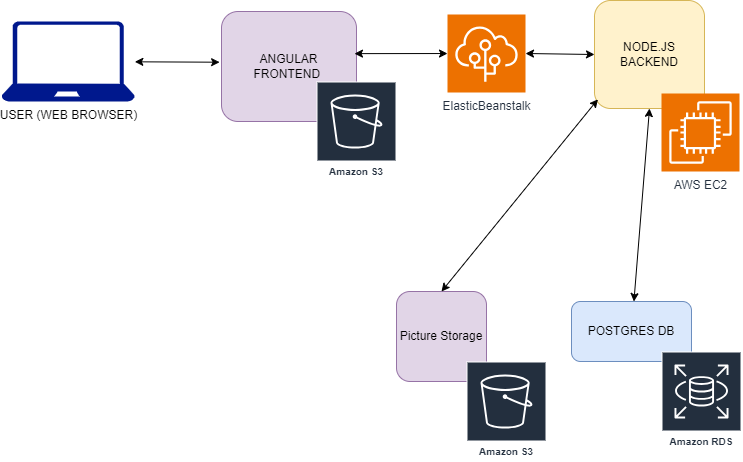 USER (WEB BROWSER)
ANGULAR
FRONTEND
Amazon S3
ElasticBeanstalk
NODE.JS
BACKEND
AWS EC2
Picture Storage
Amazon S3
POSTGRES DB
Amazon RDS